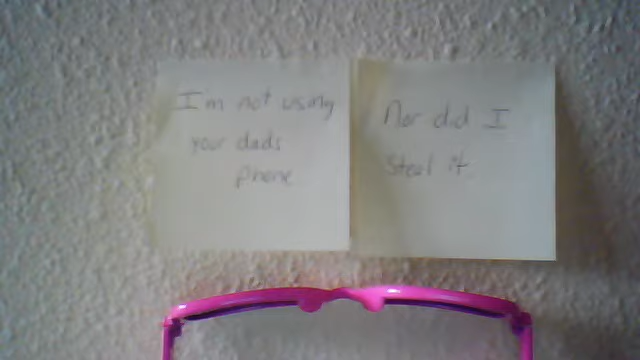 I'm not using
your dads
phone
Nor did I
steal it